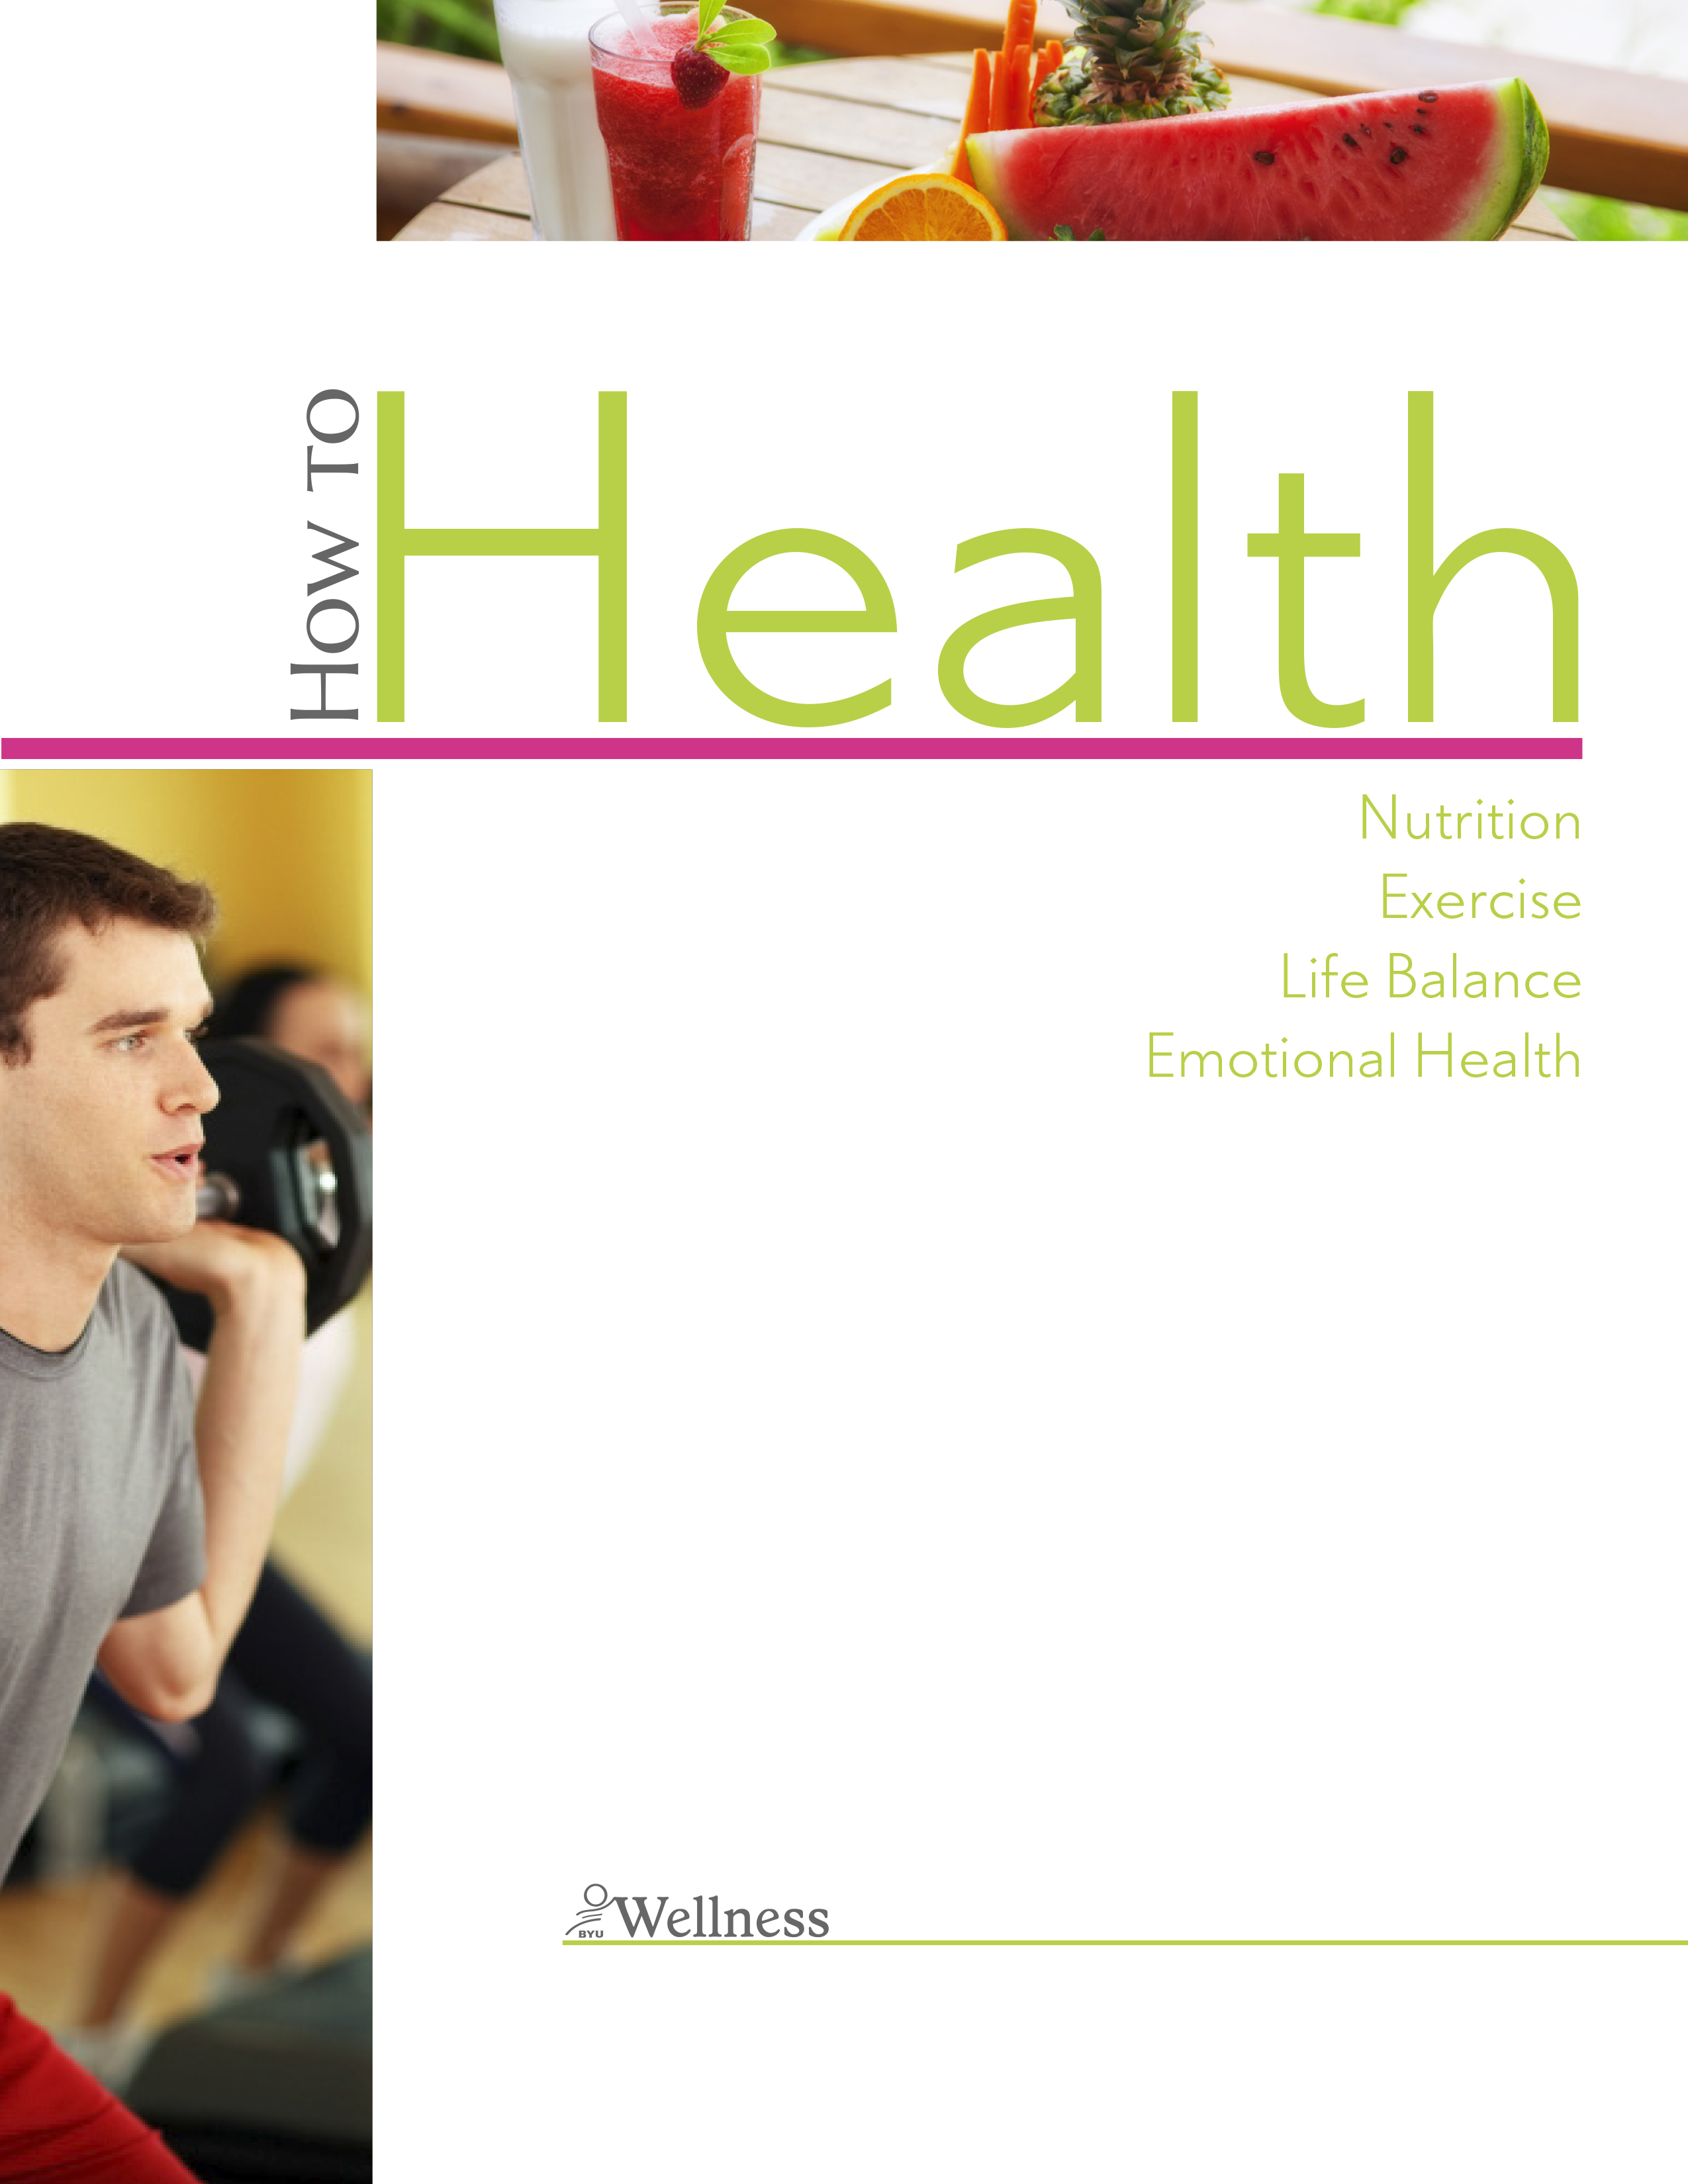 How to
Health
Nutrition
Exercise
Life Balance
Emotional Health
BYU Wellness